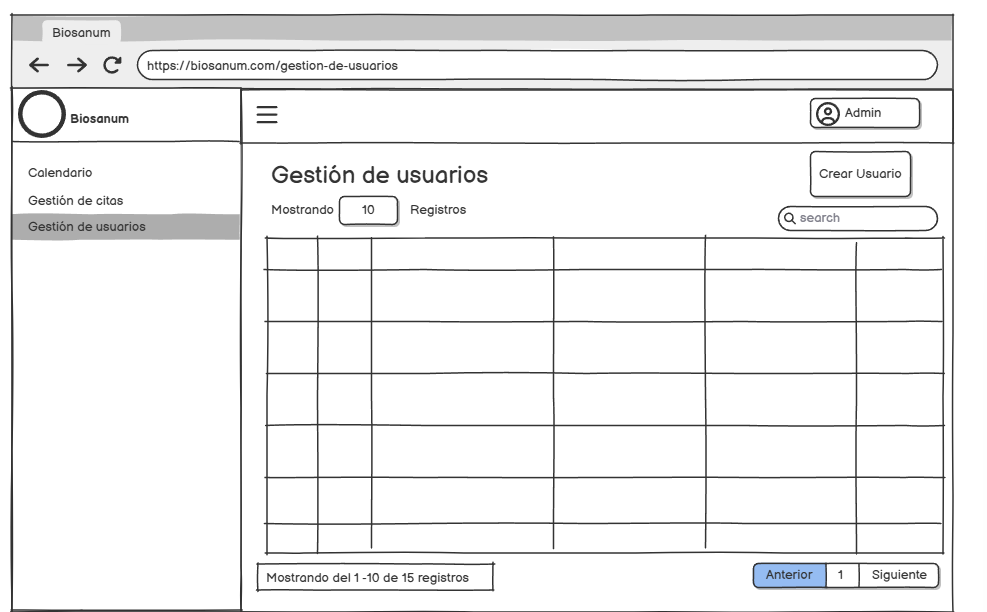 Biosanum
https://biosanum.com/gestion-de-usuarios
Biosanum
Admin
Calendario
Gestión de citas
Gestión de usuarios
Gestión de usuarios
Crear Usuario
Mostrando 10 Registros
search
Mostrando del 1 -10 de 15 registros
Anterior 1 Siguiente